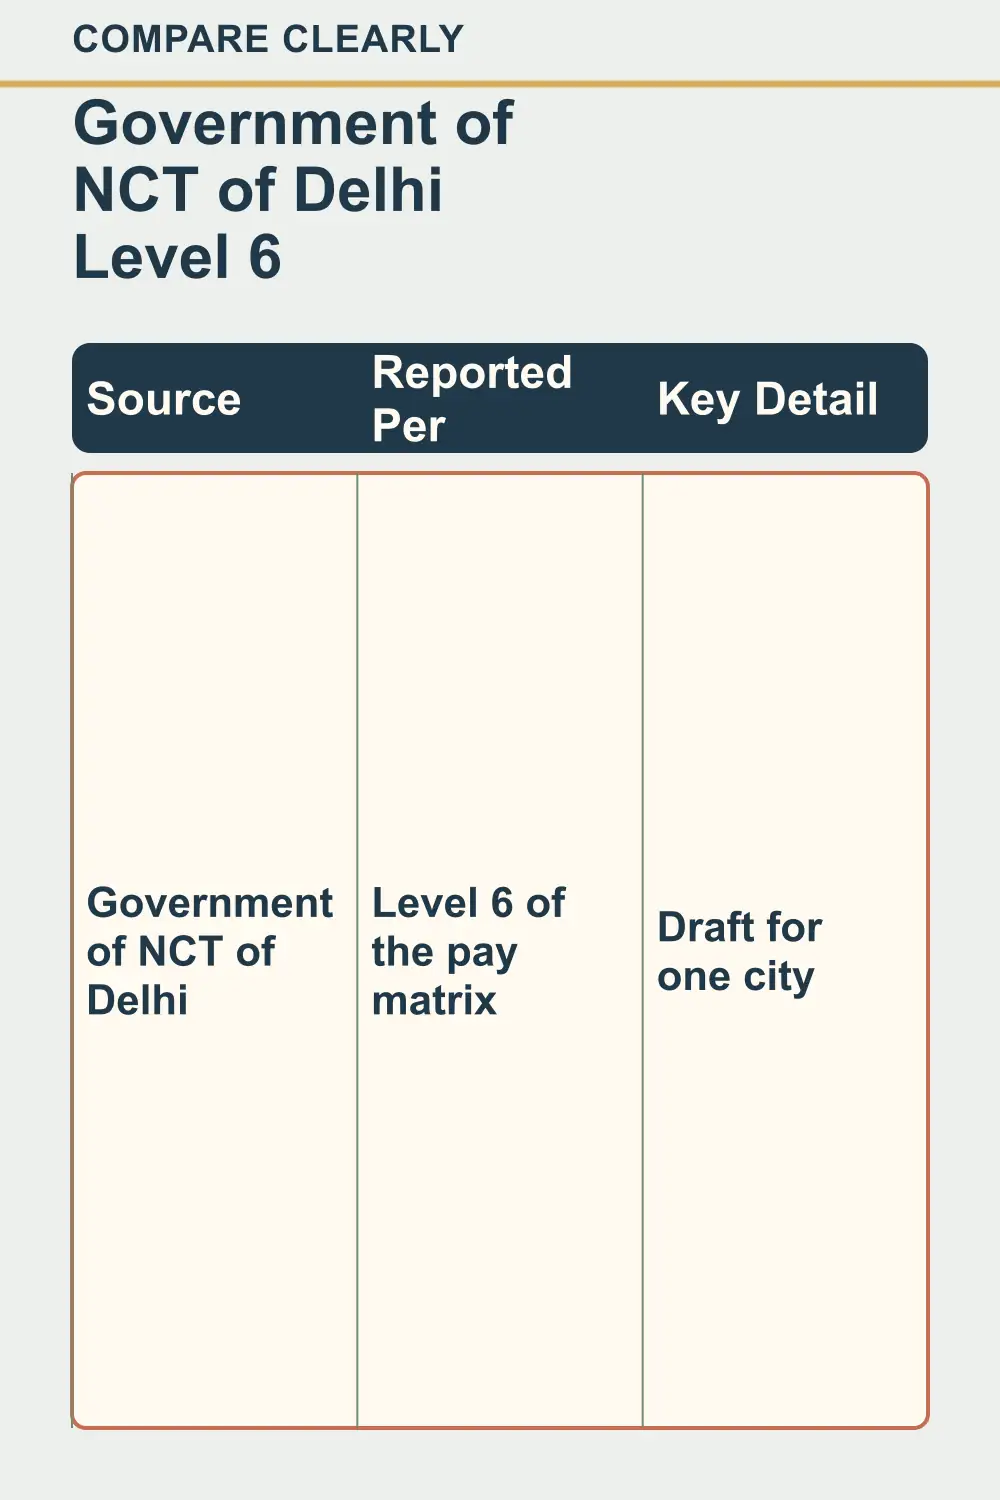 COMPARE CLEARLY
Government of
NCT of Delhi
Level 6
Source
Reported
Per
Key Detail
Government
of NCT of
Delhi
Level 6 of
the pay
matrix
Draft for
one city